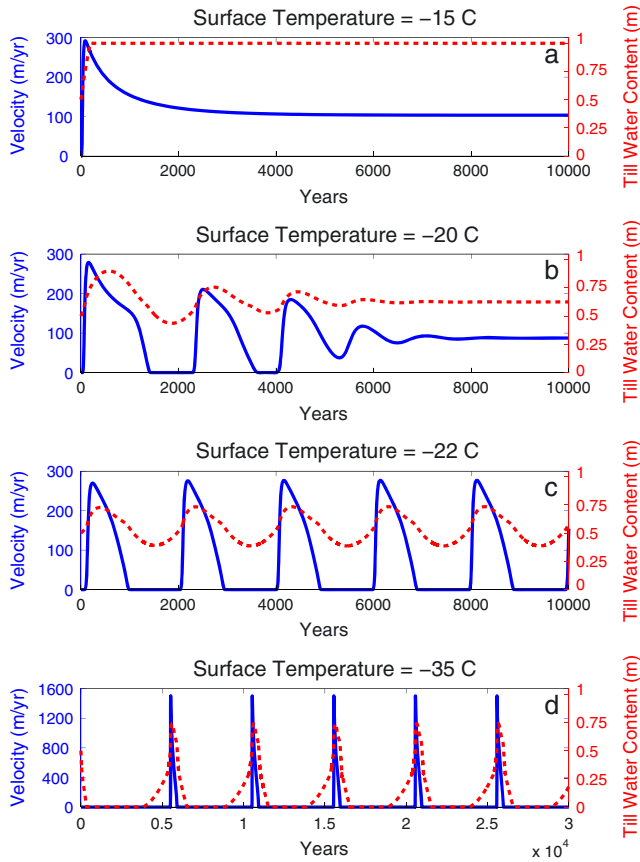 Surface Temperature = −15 C
a
Velocity (m/yr)
300
200
100
0
Till Water Content (m)
1
0.75
0.5
0.25
0
0
2000
4000
6000
8000
10000
Years
Surface Temperature = −20 C
b
Velocity (m/yr)
300
200
100
0
Till Water Content (m)
1
0.75
0.5
0.25
0
0
2000
4000
6000
8000
10000
Years
Surface Temperature = −22 C
c
Velocity (m/yr)
300
200
100
0
Till Water Content (m)
1
0.75
0.5
0.25
0
0
2000
4000
6000
8000
10000
Years
Surface Temperature = −35 C
d
Velocity (m/yr)
1600
1200
800
400
0
Till Water Content (m)
1
0.75
0.5
0.25
0
0
0.5
1
1.5
2
2.5
3
Years
x 10^4